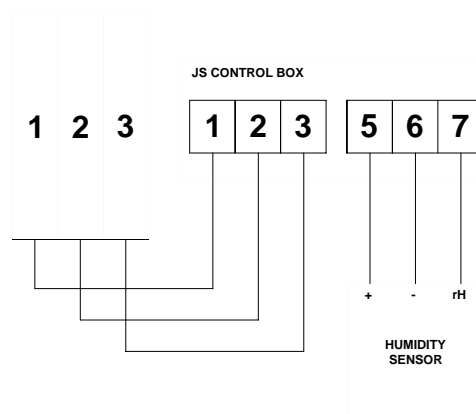 JS CONTROL BOX
1 2 3 1 2 3 5 6 7
+ - rH
HUMIDITY
SENSOR